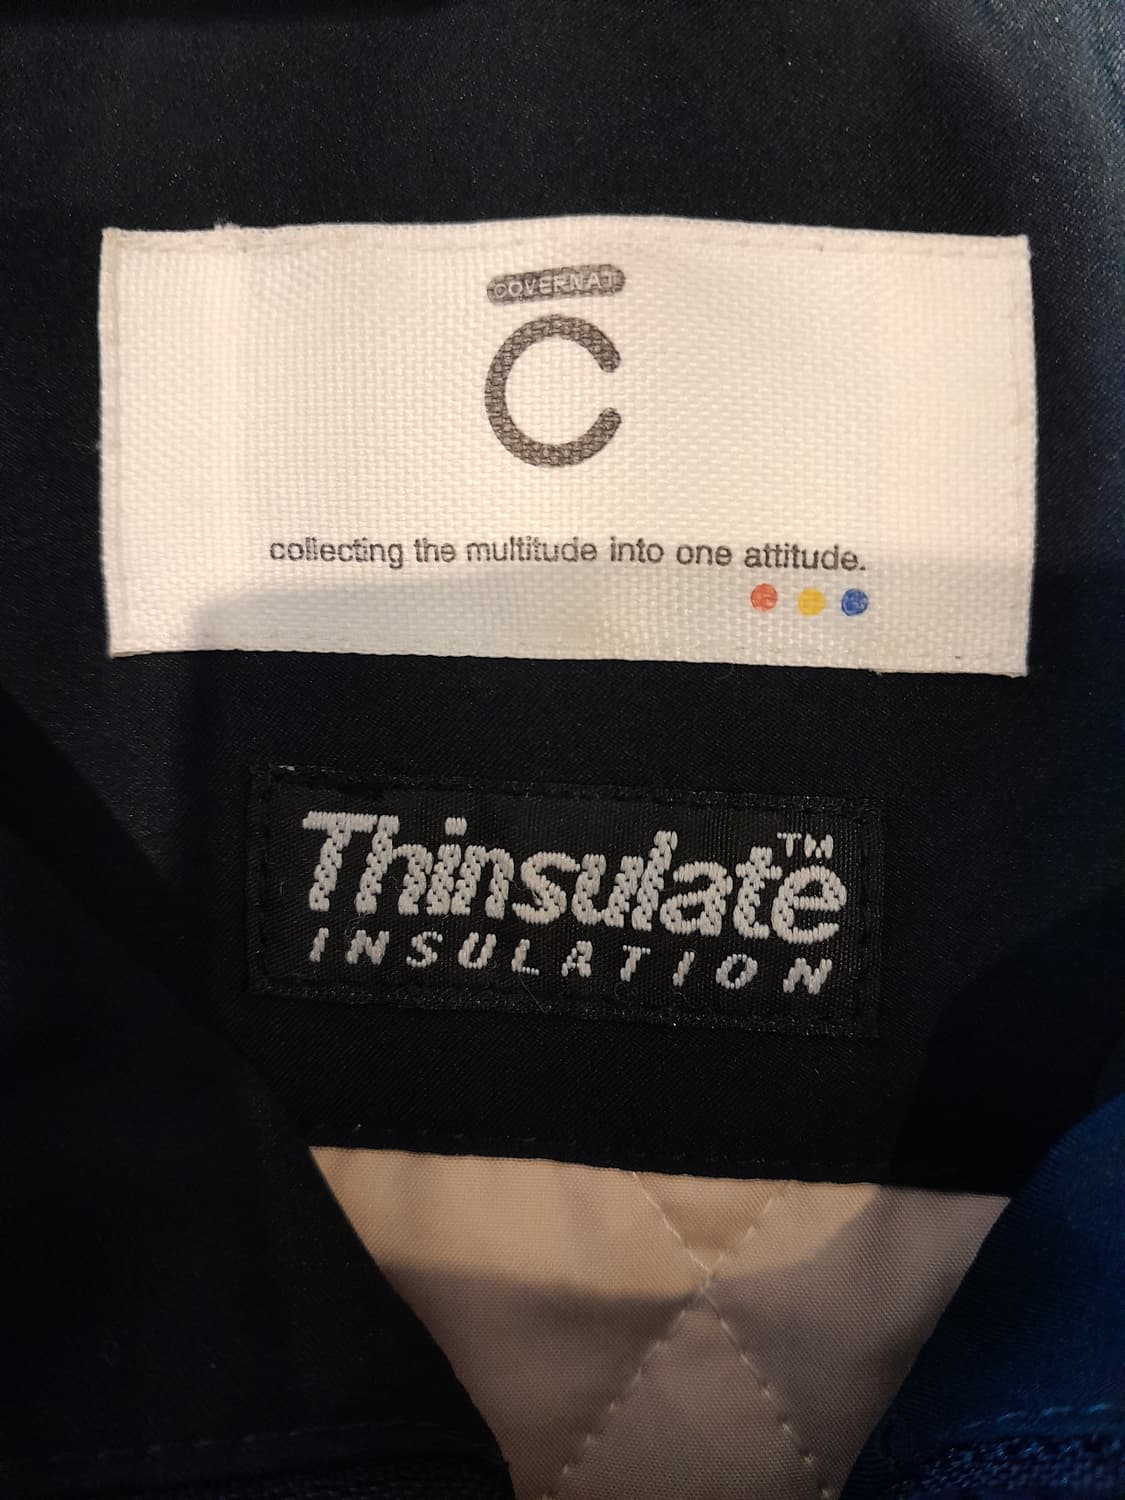 COVERNAT
C
collecting the multitude into one attitude.
Thinsulate™
INSULATION